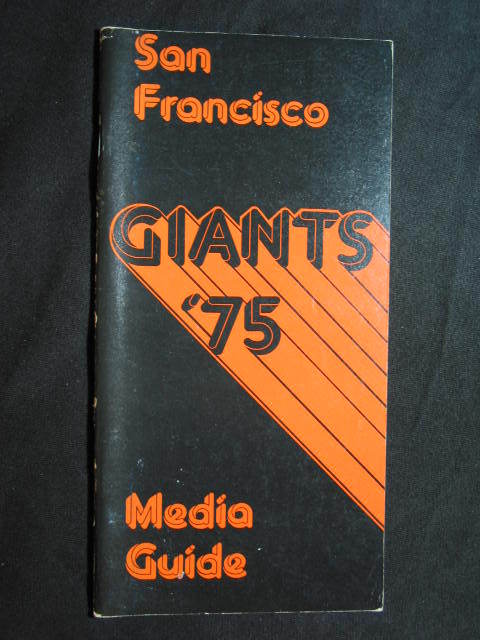 San
Francisco
GIANTS
'75
Media
Guide